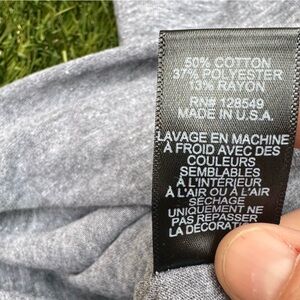 50% COTTON
37% POLYESTER
13% RAYON
RN# 128549
MADE IN U.S.A.
LAVAGE EN MACHINE
À FROID AVEC DES
COULEURS
SEMBLABLES
À L'INTÉRIEUR
À L'AIR OU À L'AIR
SÉCHAGE
UNIQUEMENT NE
PAS REPASSER
LA DÉCORATION